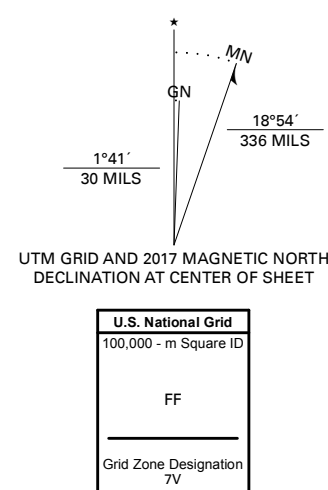 ★
MN
GN
18°54´
336 MILS
1°41´
30 MILS
UTM GRID AND 2017 MAGNETIC NORTH
DECLINATION AT CENTER OF SHEET
U.S. National Grid
100,000 - m Square ID
FF
Grid Zone Designation
7V